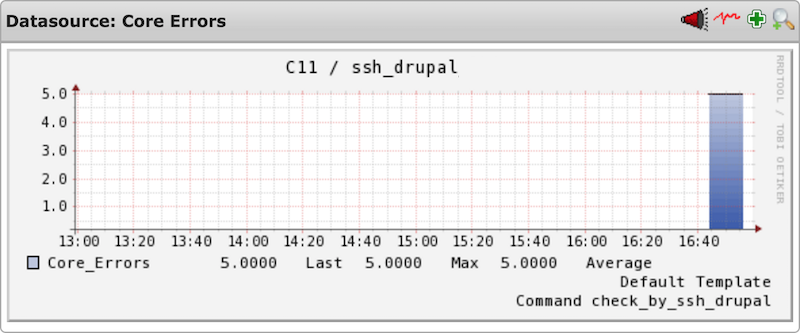 Datasource: Core Errors
C11 / ssh_drupal
RRDTOOL / TOBI OETIKER
5.0
4.0
3.0
2.0
1.0
13:00 13:20 13:40 14:00 14:20 14:40 15:00 15:20 15:40 16:00 16:20 16:40
Core_Errors 5.0000 Last 5.0000 Max 5.0000 Average
Default Template
Command check_by_ssh_drupal